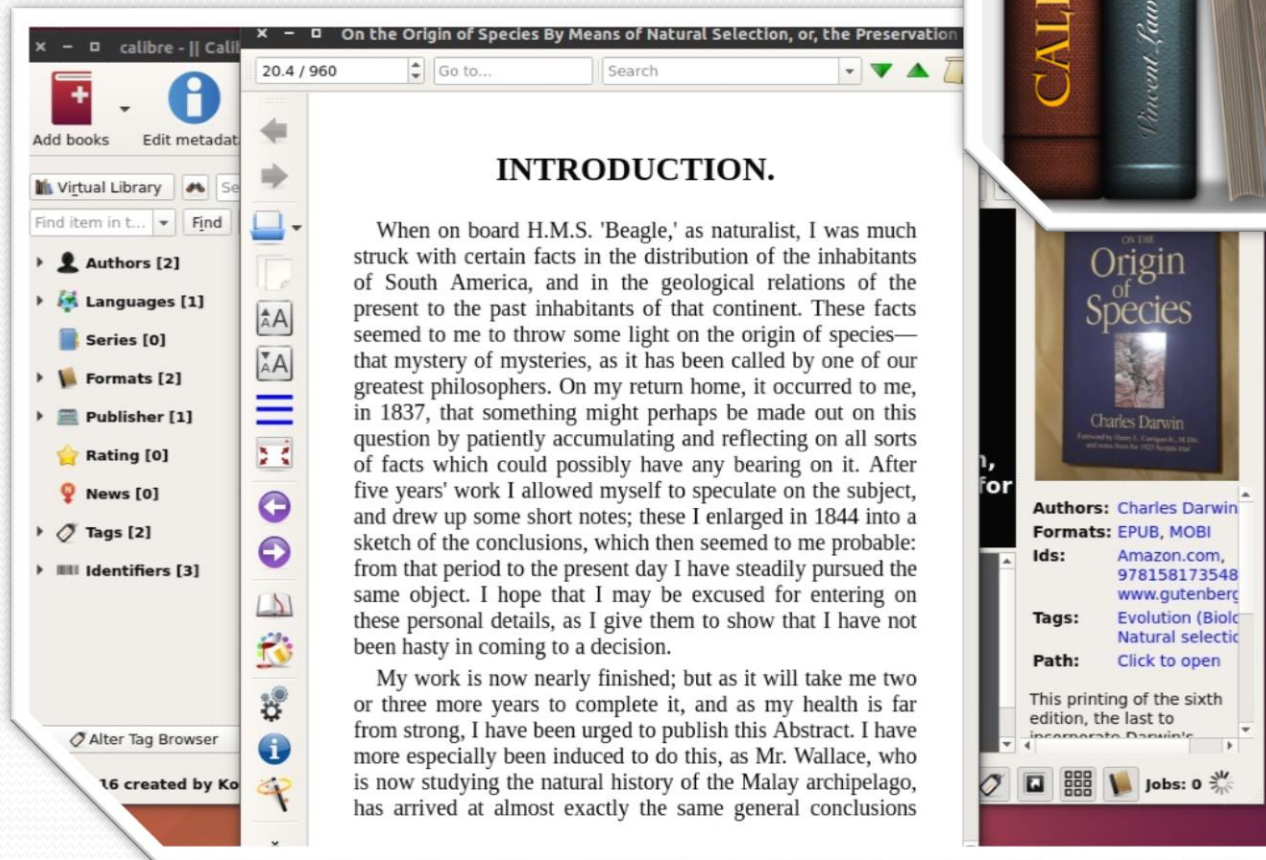 calibre - || Cali
On the Origin of Species By Means of Natural Selection, or, the Preservation
20.4 / 960
Go to...
Search
CALI
Vincent Law
Add books
Edit metadat
Virtual Library
Se
Find item in t...
Find
Authors [2]
Languages [1]
Series [0]
Formats [2]
Publisher [1]
Rating [0]
News [0]
Tags [2]
Identifiers [3]
Alter Tag Browser
16 created by Ko
INTRODUCTION.
When on board H.M.S. 'Beagle,' as naturalist, I was much
struck with certain facts in the distribution of the inhabitants
of South America, and in the geological relations of the
present to the past inhabitants of that continent. These facts
seemed to me to throw some light on the origin of species—
that mystery of mysteries, as it has been called by one of our
greatest philosophers. On my return home, it occurred to me,
in 1837, that something might perhaps be made out on this
question by patiently accumulating and reflecting on all sorts
of facts which could possibly have any bearing on it. After
five years' work I allowed myself to speculate on the subject,
and drew up some short notes; these I enlarged in 1844 into a
sketch of the conclusions, which then seemed to me probable:
from that period to the present day I have steadily pursued the
same object. I hope that I may be excused for entering on
these personal details, as I give them to show that I have not
been hasty in coming to a decision.
My work is now nearly finished; but as it will take me two
or three more years to complete it, and as my health is far
from strong, I have been urged to publish this Abstract. I have
more especially been induced to do this, as Mr. Wallace, who
is now studying the natural history of the Malay archipelago,
has arrived at almost exactly the same general conclusions
n,
for
ON THE
Origin
of
Species
Charles Darwin
Authors: Charles Darwin
Formats: EPUB, MOBI
Ids: Amazon.com,
978158173548
www.gutenberg
Tags: Evolution (Biolo
Natural selectio
Path: Click to open
This printing of the sixth
edition, the last to
incorporate Darwin's
Jobs: 0